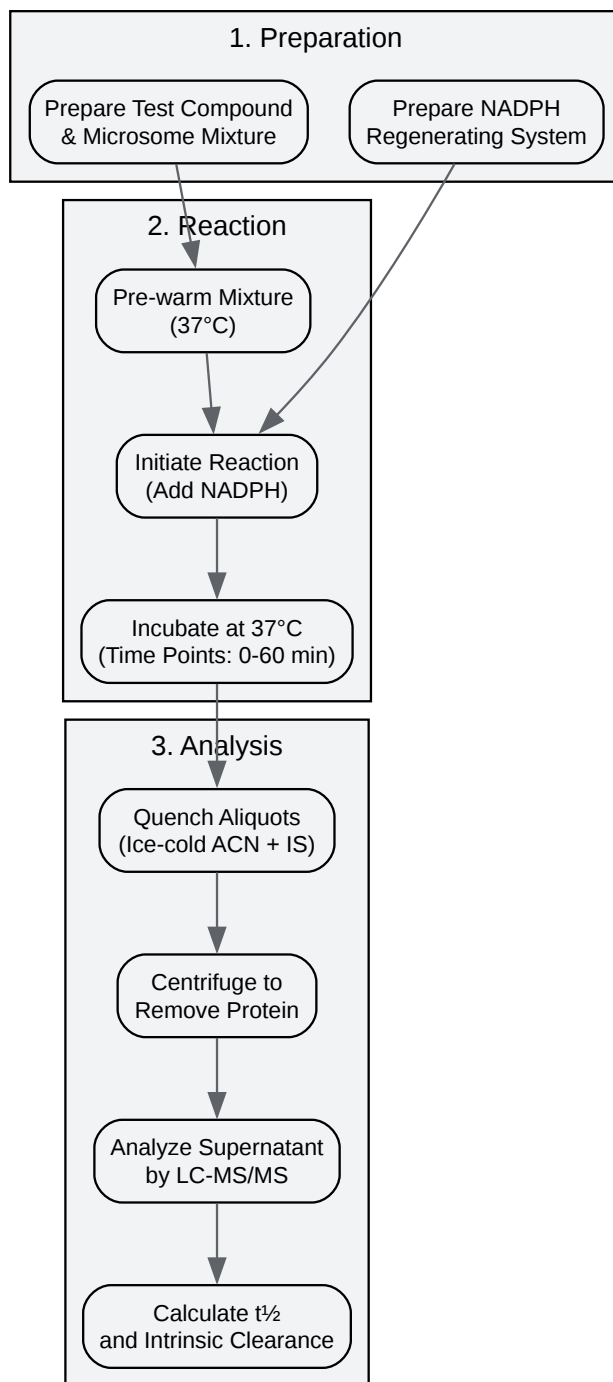 1. Preparation
Prepare Test Compound
& Microsome Mixture
Prepare NADPH
Regenerating System
2. Reaction
Pre-warm Mixture
(37°C)
Initiate Reaction
(Add NADPH)
Incubate at 37°C
(Time Points: 0-60 min)
3. Analysis
Quench Aliquots
(Ice-cold ACN + IS)
Centrifuge to
Remove Protein
Analyze Supernatant
by LC-MS/MS
Calculate t½
and Intrinsic Clearance